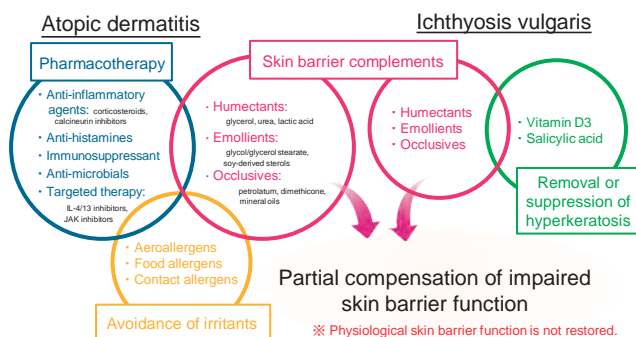 Atopic dermatitis
Ichthyosis vulgaris
Pharmacotherapy
Skin barrier complements
・Anti-inflammatory
agents: corticosteroids,
calcineurin inhibitors
・Anti-histamines
・Immunosuppressant
・Anti-microbials
・Targeted therapy:
IL-4/13 inhibitors,
JAK inhibitors
・Humectants:
glycerol, urea, lactic acid
・Emollients:
glycol/glycerol stearate,
soy-derived sterols
・Occlusives:
petrolatum, dimethicone,
mineral oils
・Humectants
・Emollients
・Occlusives
・Vitamin D3
・Salicylic acid
Removal or
suppression of
hyperkeratosis
・Aeroallergens
・Food allergens
・Contact allergens
Avoidance of irritants
Partial compensation of impaired
skin barrier function
※ Physiological skin barrier function is not restored.